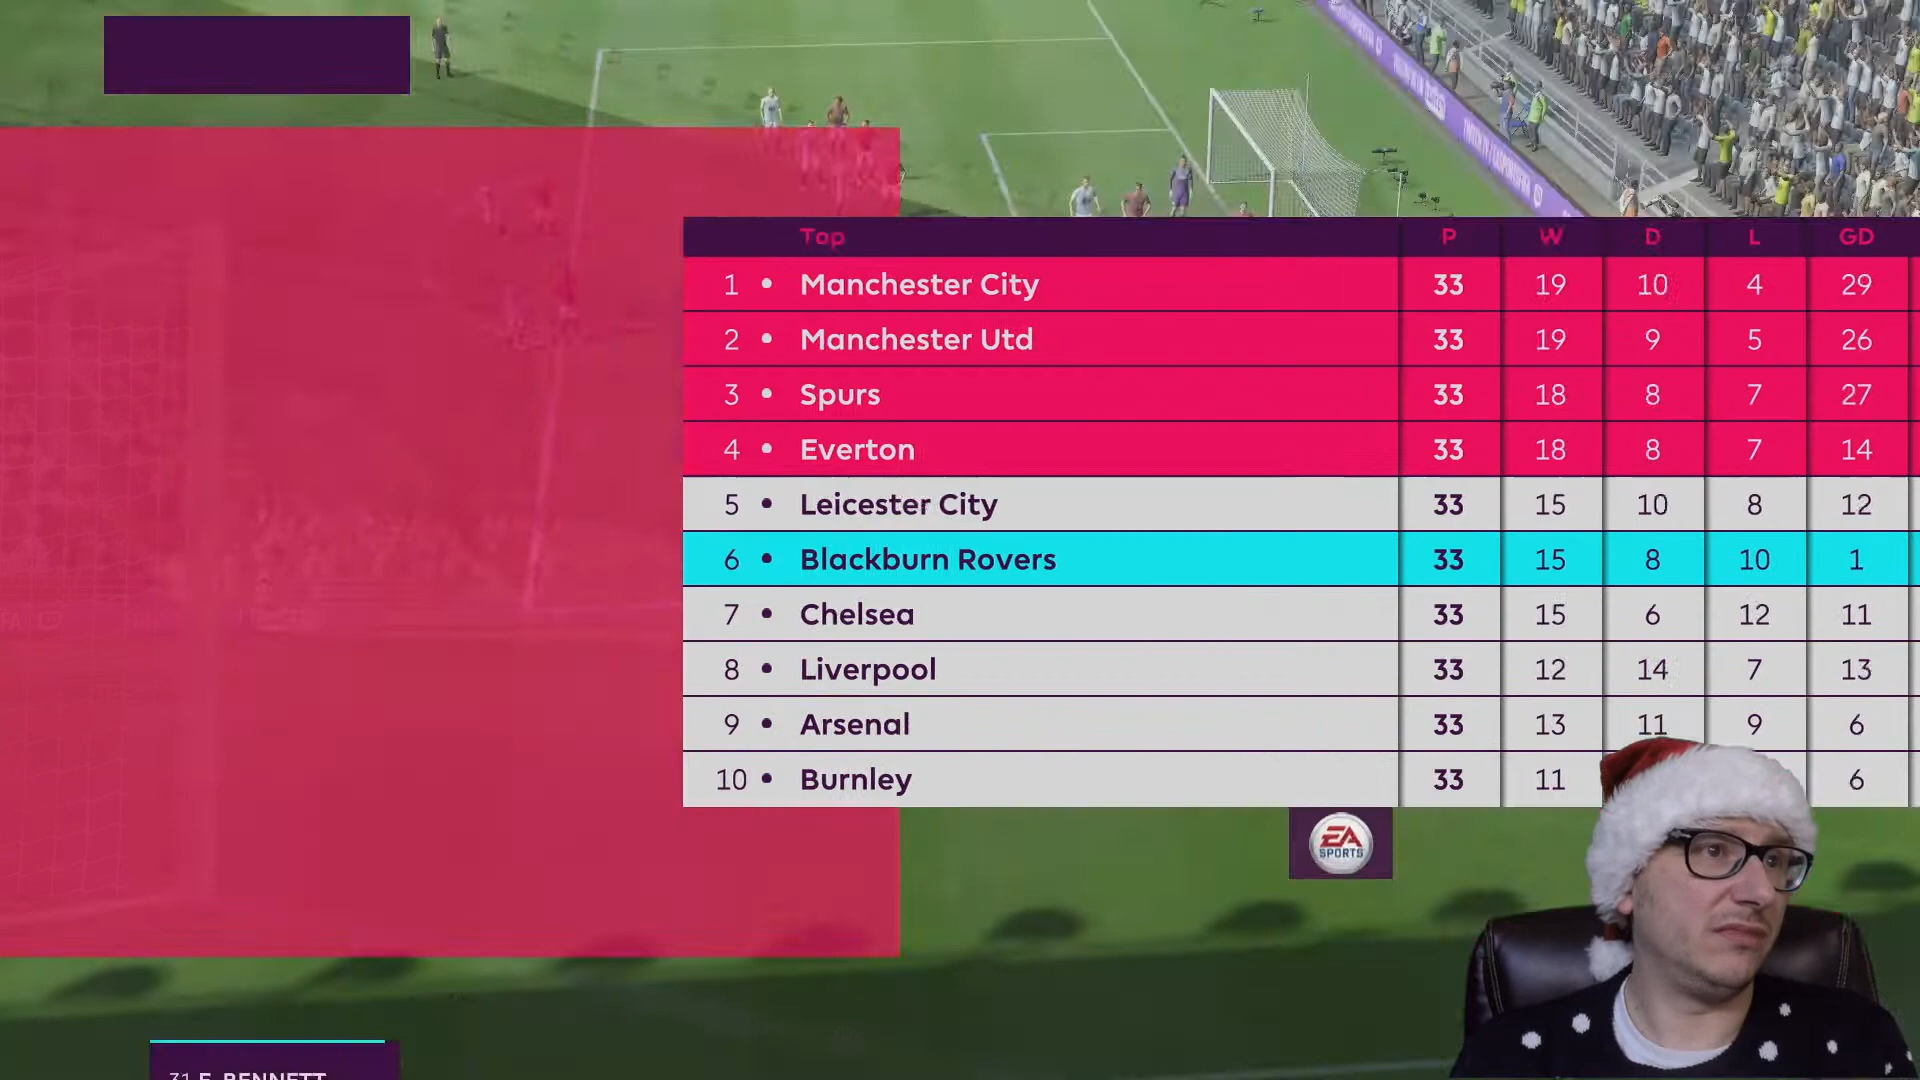 Top P W D L GD
1 • Manchester City 33 19 10 4 29
2 • Manchester Utd 33 19 9 5 26
3 • Spurs 33 18 8 7 27
4 • Everton 33 18 8 7 14
5 • Leicester City 33 15 10 8 12
6 • Blackburn Rovers 33 15 8 10 1
7 • Chelsea 33 15 6 12 11
8 • Liverpool 33 12 14 7 13
9 • Arsenal 33 13 11 9 6
10 • Burnley 33 11 6
EA
SPORTS
31 E. BENNETT